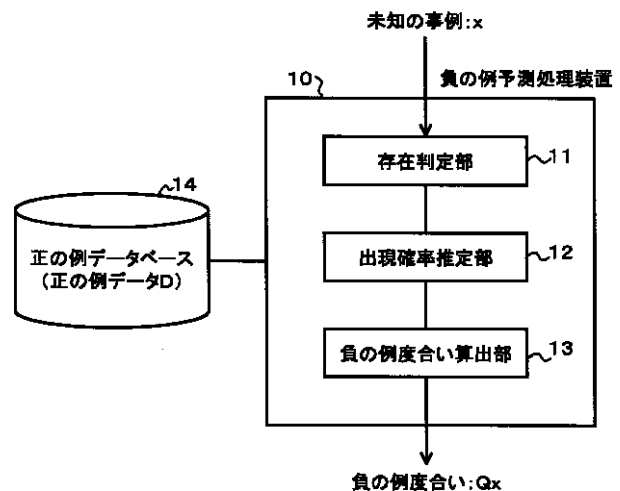 未知の事例:x
10
負の例予測処理装置
存在判定部
11
14
正の例データベース
(正の例データD)
出現確率推定部
12
負の例度合い算出部
13
負の例度合い:Qx